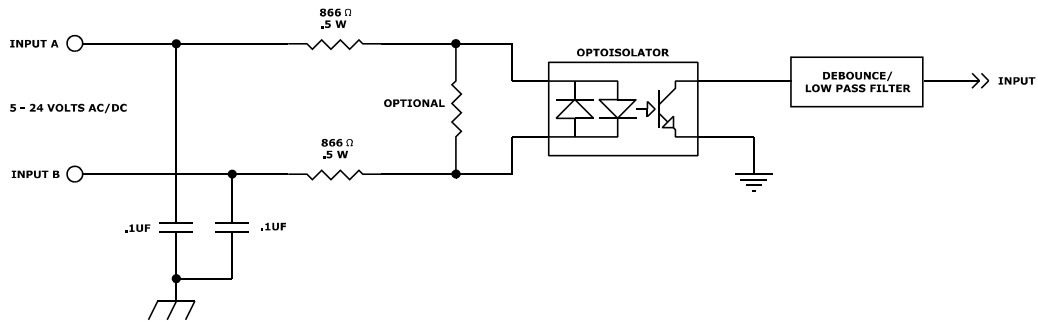 866 Ω
.5 W
INPUT A
OPTOISOLATOR
DEBOUNCE/
LOW PASS FILTER
INPUT
5 – 24 VOLTS AC/DC
OPTIONAL
866 Ω
.5 W
INPUT B
.1UF
.1UF